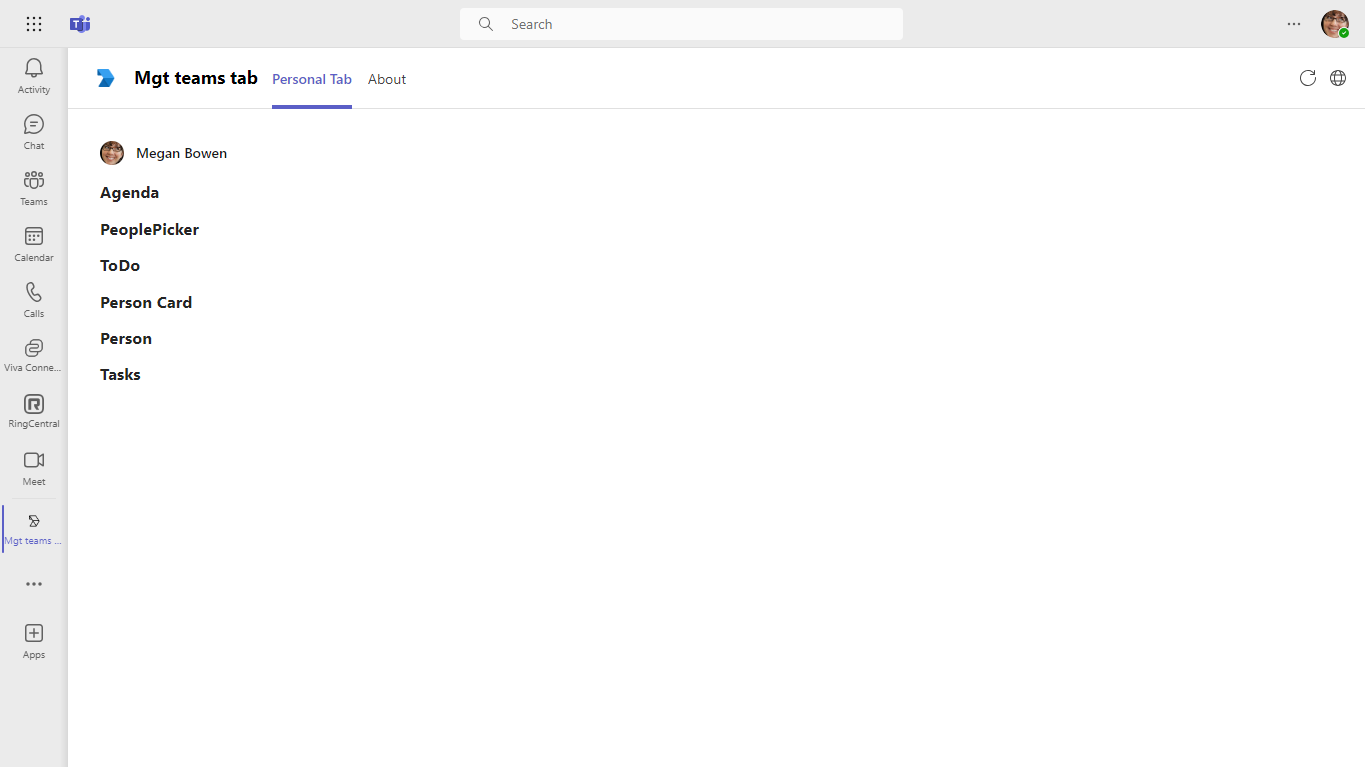 Search
Activity
Chat
Teams
Calendar
Calls
Viva Conne...
RingCentral
Meet
Mgt teams ...
Apps
Mgt teams tab
Personal Tab
About
Megan Bowen
Agenda
PeoplePicker
ToDo
Person Card
Person
Tasks